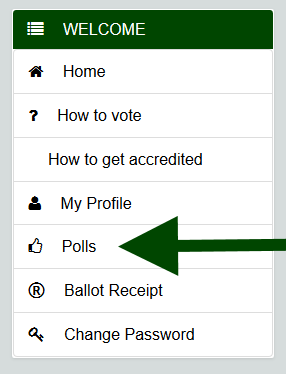 WELCOME
Home
? How to vote
How to get accredited
My Profile
Polls
® Ballot Receipt
Change Password